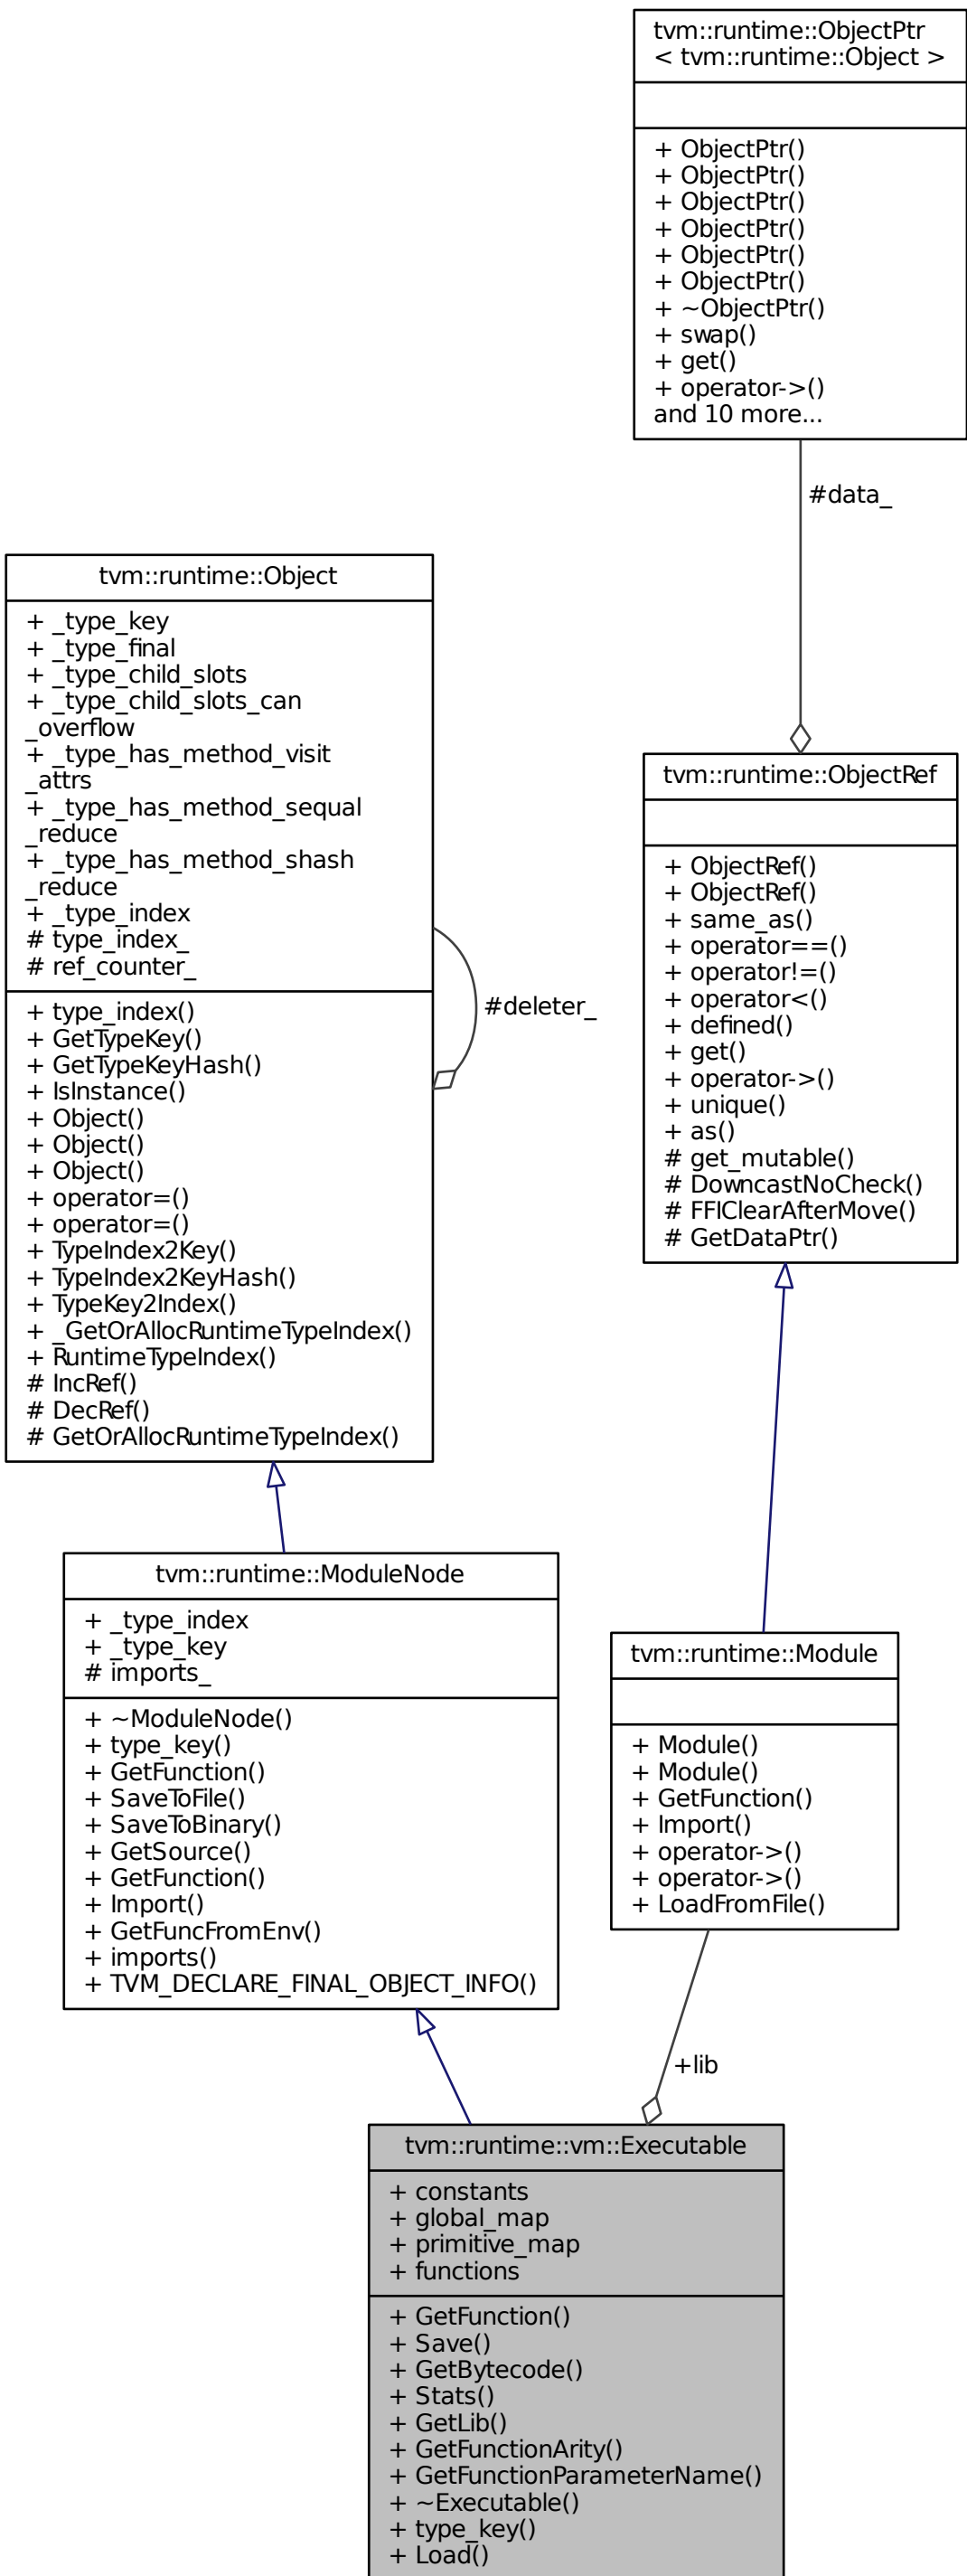 tvm::runtime::ObjectPtr
< tvm::runtime::Object >
+ ObjectPtr()
+ ObjectPtr()
+ ObjectPtr()
+ ObjectPtr()
+ ObjectPtr()
+ ObjectPtr()
+ ~ObjectPtr()
+ swap()
+ get()
+ operator->()
and 10 more...
#data_
tvm::runtime::Object
+ _type_key
+ _type_final
+ _type_child_slots
+ _type_child_slots_can
_overflow
+ _type_has_method_visit
_attrs
+ _type_has_method_sequal
_reduce
+ _type_has_method_shash
_reduce
+ _type_index
# type_index_
# ref_counter_
+ type_index()
+ GetTypeKey()
+ GetTypeKeyHash()
+ IsInstance()
+ Object()
+ Object()
+ Object()
+ operator=()
+ operator=()
+ TypeIndex2Key()
+ TypeIndex2KeyHash()
+ TypeKey2Index()
+ _GetOrAllocRuntimeTypeIndex()
+ RuntimeTypeIndex()
# IncRef()
# DecRef()
# GetOrAllocRuntimeTypeIndex()
#deleter_
tvm::runtime::ObjectRef
+ ObjectRef()
+ ObjectRef()
+ same_as()
+ operator==()
+ operator!=()
+ operator<()
+ defined()
+ get()
+ operator->()
+ unique()
+ as()
# get_mutable()
# DowncastNoCheck()
# FFIClearAfterMove()
# GetDataPtr()
tvm::runtime::ModuleNode
+ _type_index
+ _type_key
# imports_
+ ~ModuleNode()
+ type_key()
+ GetFunction()
+ SaveToFile()
+ SaveToBinary()
+ GetSource()
+ GetFunction()
+ Import()
+ GetFuncFromEnv()
+ imports()
+ TVM_DECLARE_FINAL_OBJECT_INFO()
tvm::runtime::Module
+ Module()
+ Module()
+ GetFunction()
+ Import()
+ operator->()
+ operator->()
+ LoadFromFile()
+lib
tvm::runtime::vm::Executable
+ constants
+ global_map
+ primitive_map
+ functions
+ GetFunction()
+ Save()
+ GetBytecode()
+ Stats()
+ GetLib()
+ GetFunctionArity()
+ GetFunctionParameterName()
+ ~Executable()
+ type_key()
+ Load()